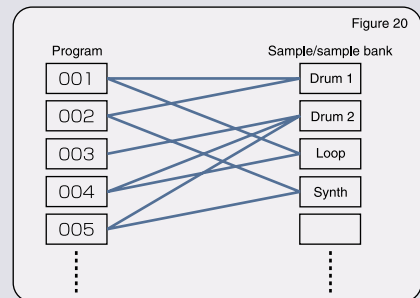 Figure 20
Program
Sample/sample bank
001
Drum 1
002
Drum 2
003
Loop
004
Synth
005